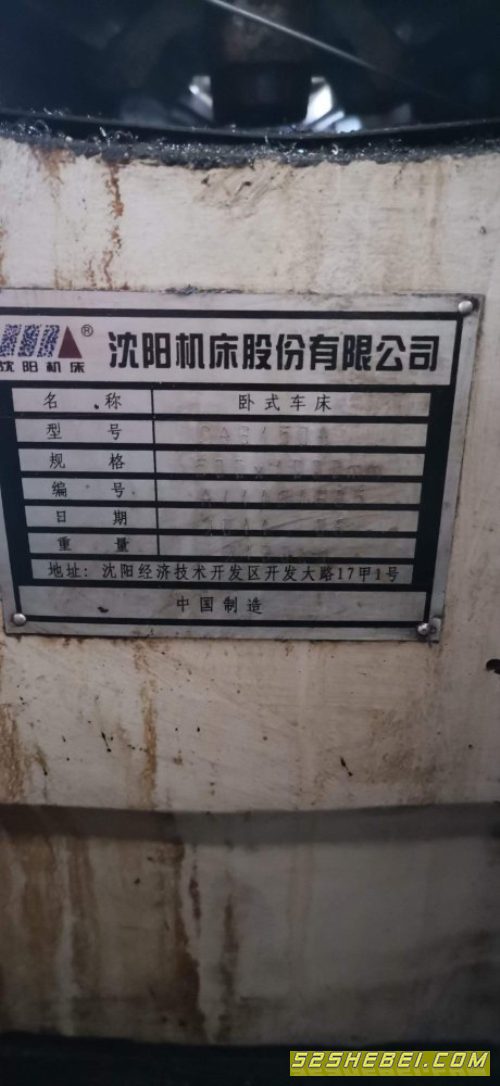 沈阳机床股份有限公司
沈阳机床
名称 卧式车床
型号
规格
编号
日期
重量
地址: 沈阳经济技术开发区开发大路17甲1号
中国制造
52SHEBEI.COM